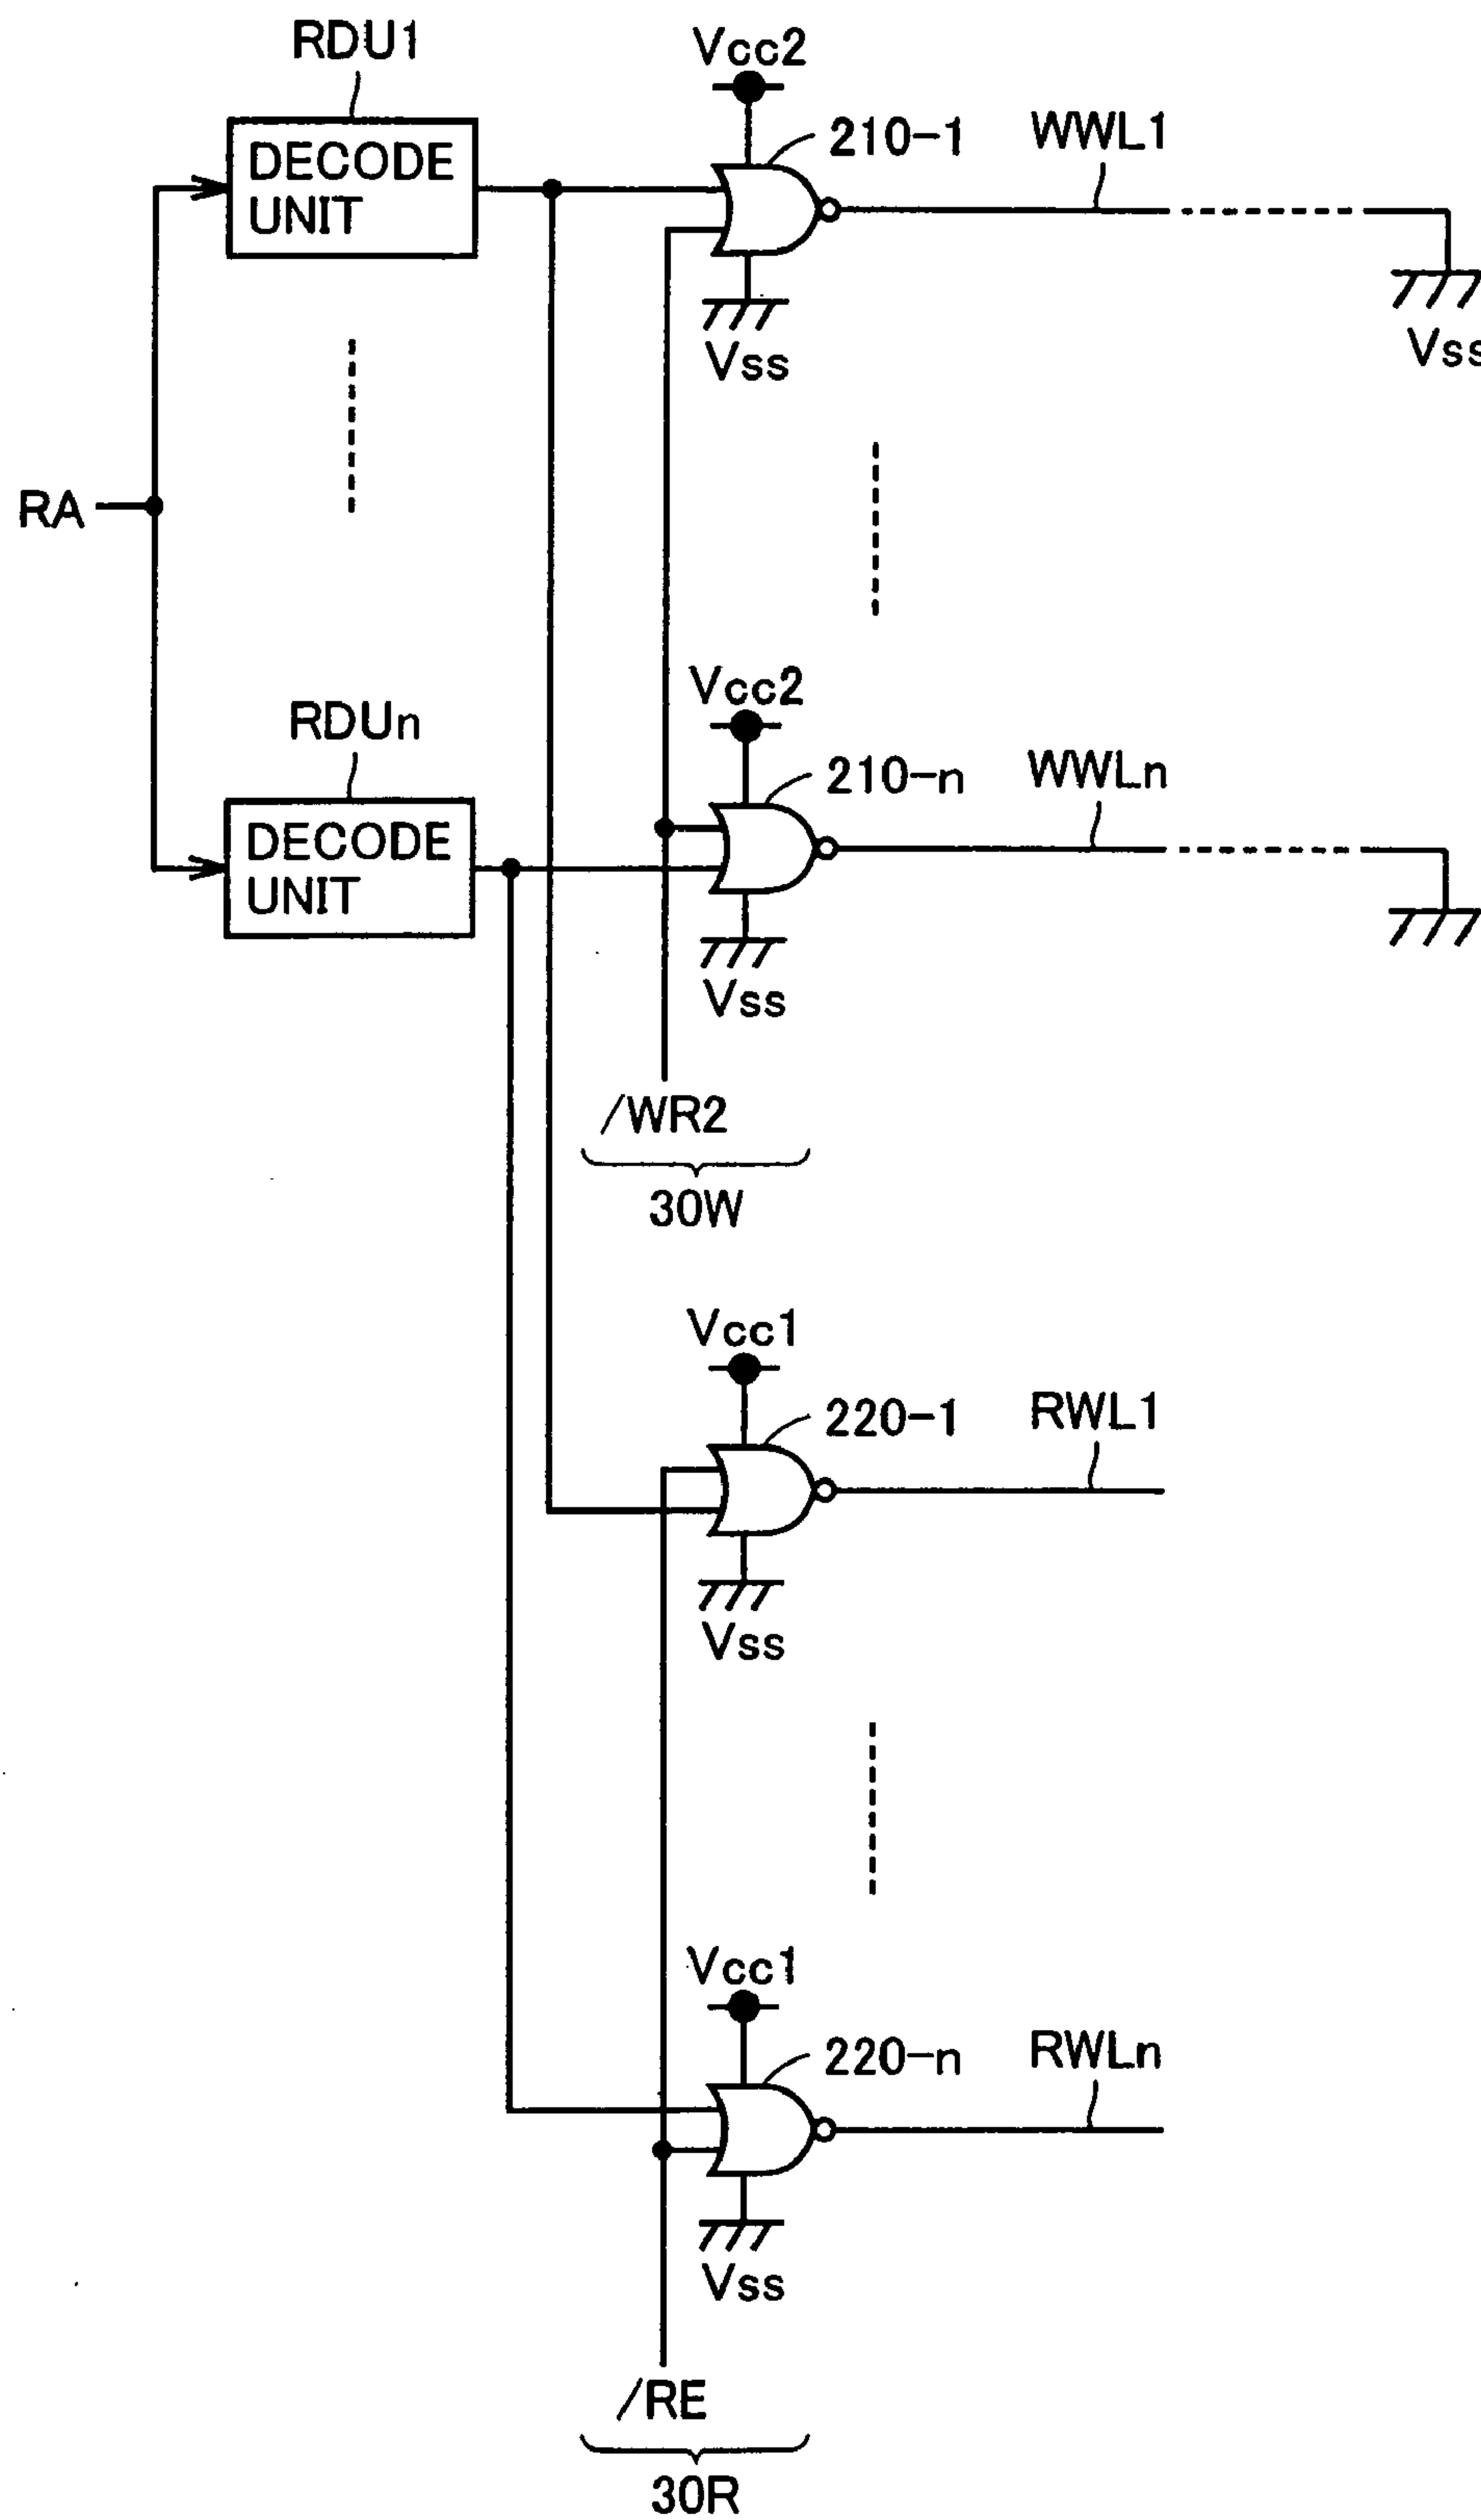 RDU1
Vcc2
210-1
WWL1
DECODE
UNIT
Vss
Vss
RA
Vcc2
RDUn
210-n
WWLn
DECODE
UNIT
Vss
/WR2
30W
Vcc1
220-1
RWL1
Vss
Vcc1
220-n
RWLn
Vss
/RE
30R